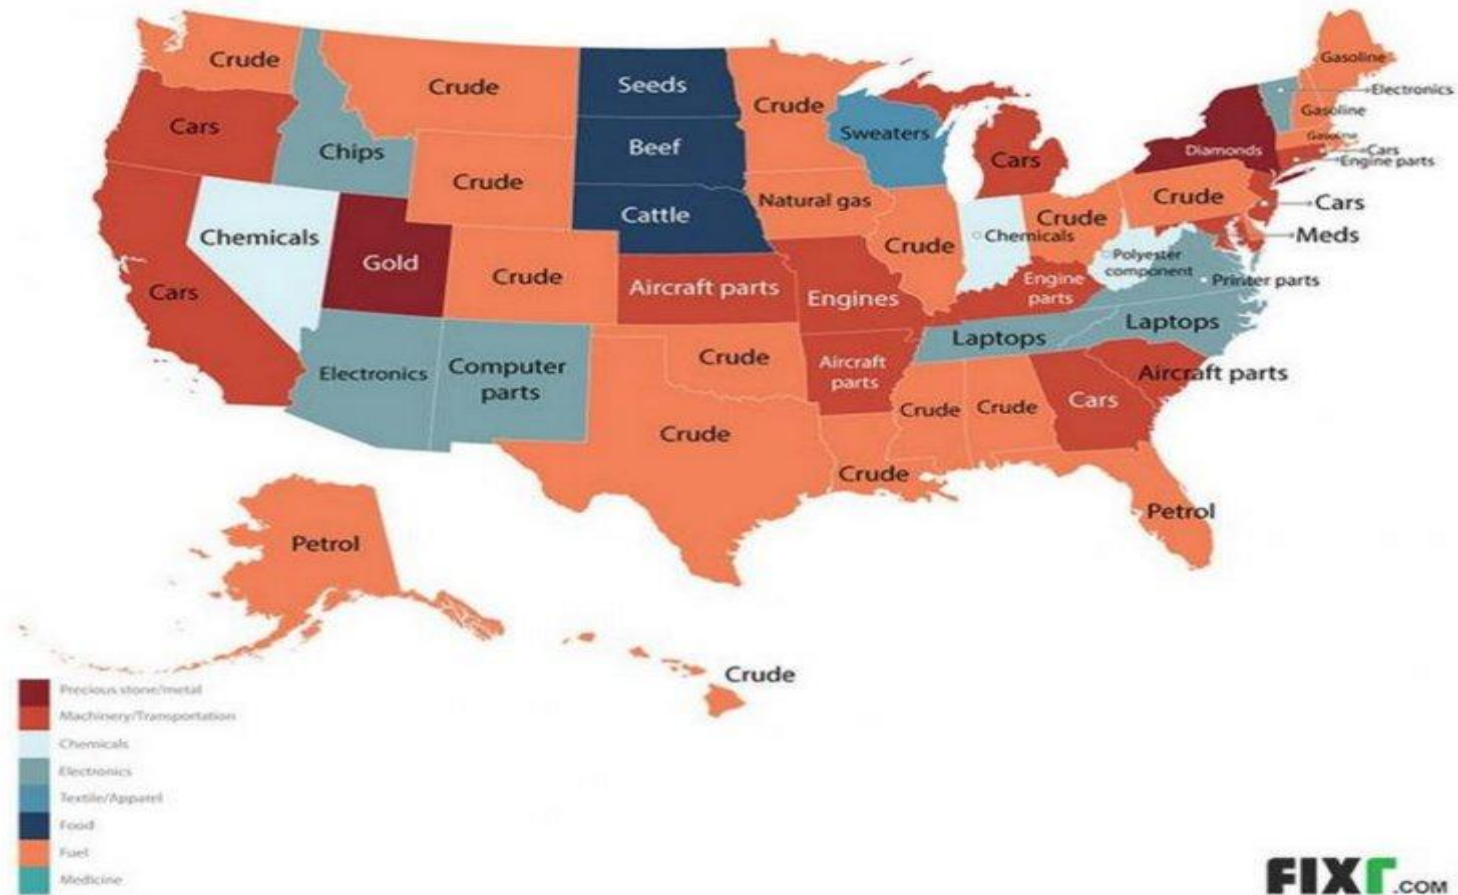 Crude
Crude
Seeds
Crude
Gasoline
Electronics
Gasoline
Cars
Chips
Beef
Sweaters
Cars
Diamonds
Gasoline
Cars
Engine parts
Crude
Natural gas
Crude
Cars
Cattle
Crude
Chemicals
Crude
Chemicals
Meds
Gold
Crude
Polyester
component
Printer parts
Cars
Aircraft parts
Engines
Engine
parts
Laptops
Laptops
Electronics
Computer
parts
Crude
Aircraft
parts
Aircraft parts
Crude
Crude
Cars
Crude
Crude
Petrol
Petrol
Crude
Precious stone/metal
Machinery/Transportation
Chemicals
Electronics
Textile/Apparel
Food
Fuel
Medicine
FIXr.COM